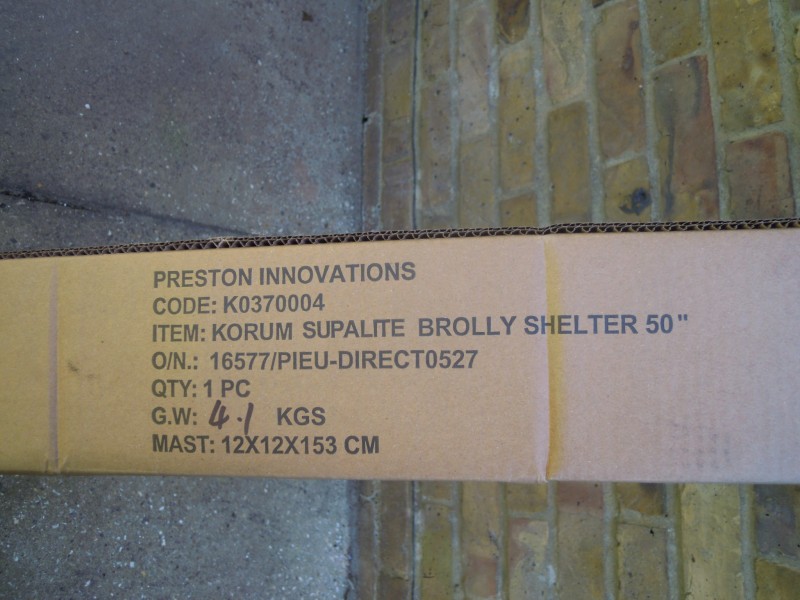 PRESTON INNOVATIONS
CODE: K0370004
ITEM: KORUM SUPALITE BROLLY SHELTER 50"
O/N.: 16577/PIEU-DIRECT0527
QTY: 1 PC
G.W: 4.1 KGS
MAST: 12X12X153 CM